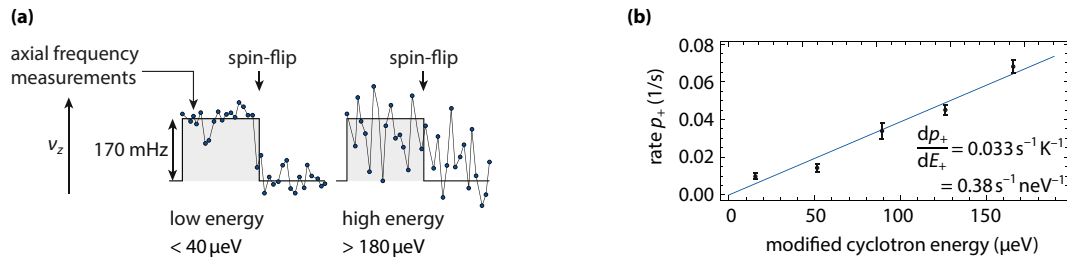 (a)
axial frequency
measurements
spin-flip
spin-flip
ν_z
170 mHz
low energy
< 40 μeV
high energy
> 180 μeV
(b)
rate p₊ (1/s)
0.08
0.06
0.04
0.02
0.00
dp₊/dE₊ = 0.033 s⁻¹ K⁻¹
= 0.38 s⁻¹ neV⁻¹
0 50 100 150
modified cyclotron energy (μeV)